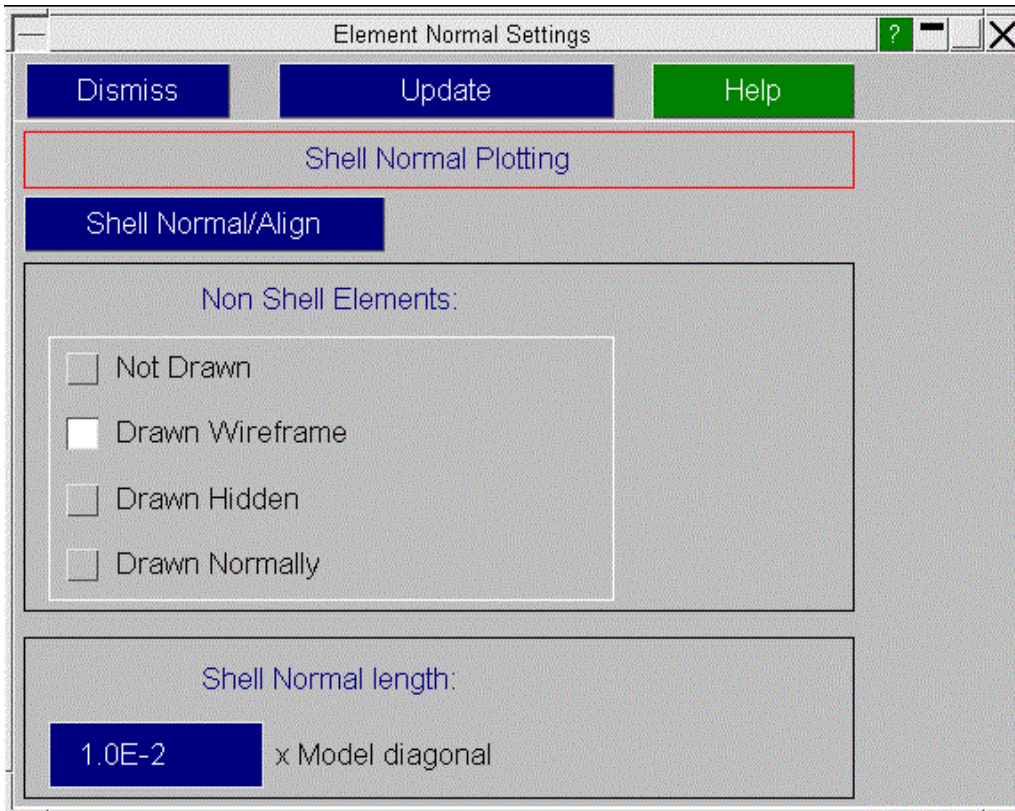 Element Normal Settings ?
Dismiss Update Help
Shell Normal Plotting
Shell Normal/Align
Non Shell Elements:
Not Drawn
Drawn Wireframe
Drawn Hidden
Drawn Normally
Shell Normal length:
1.0E-2 x Model diagonal